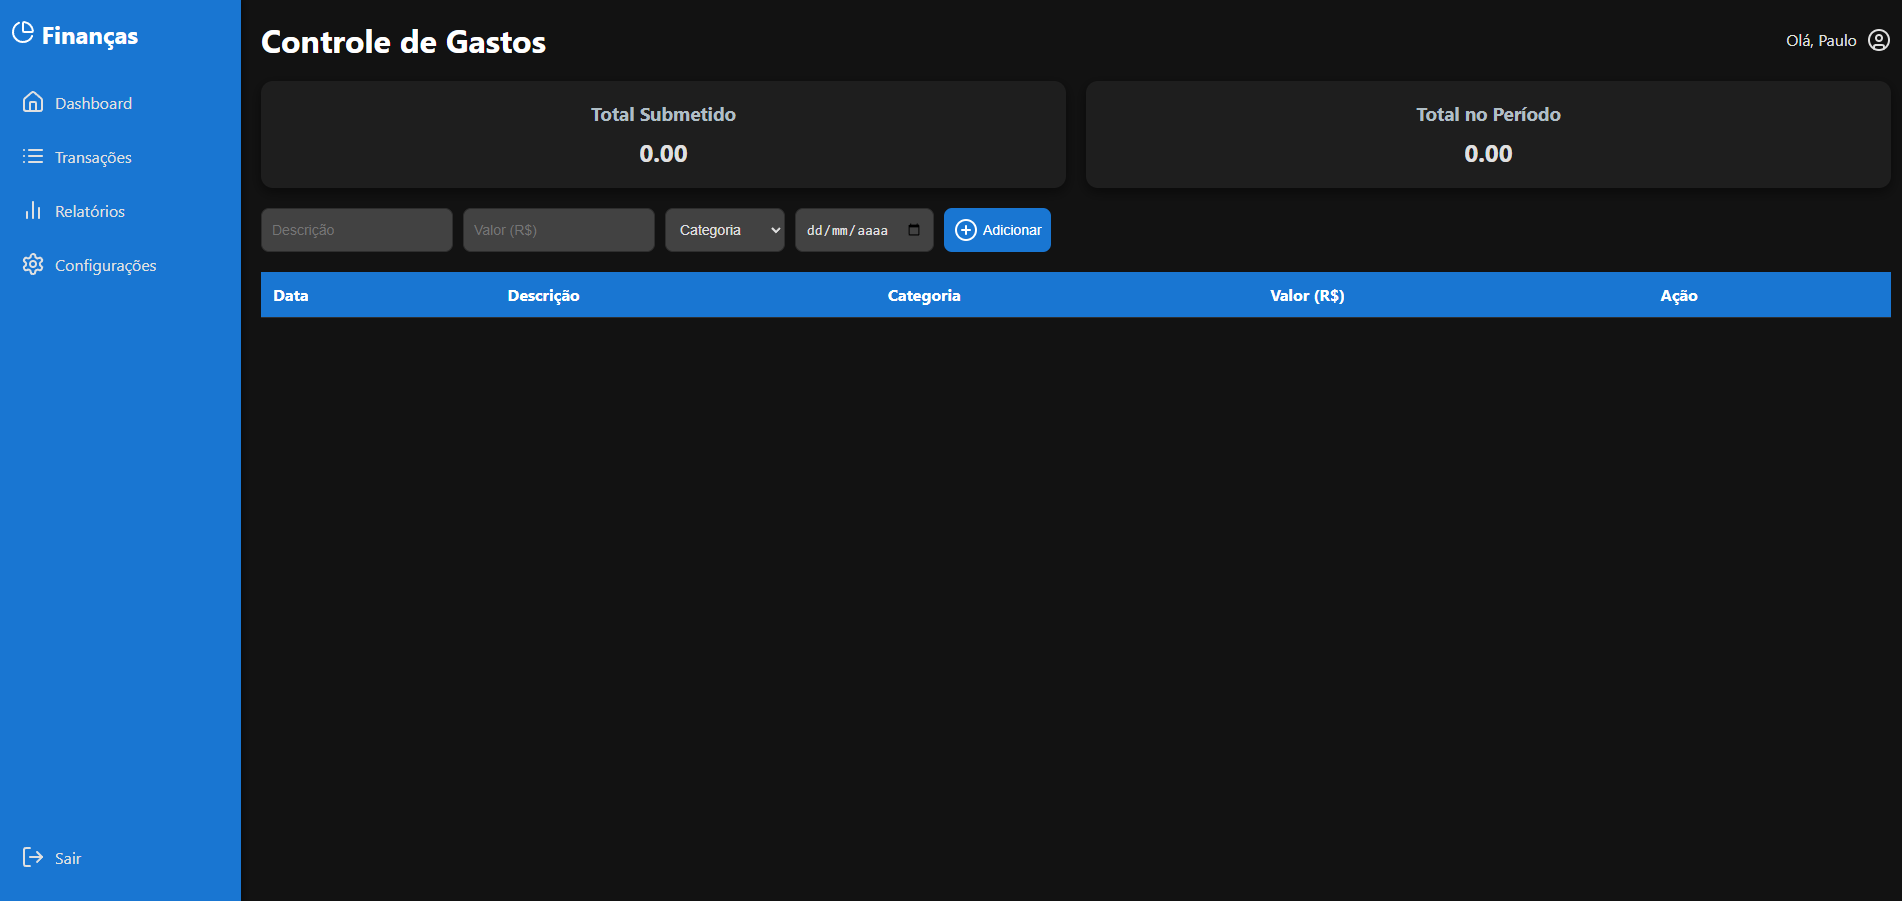 Finanças
Dashboard
Transações
Relatórios
Configurações
Sair
Controle de Gastos
Olá, Paulo
Total Submetido
0.00
Total no Período
0.00
Descrição Valor (R$) Categoria dd/mm/aaaa Adicionar
Data Descrição Categoria Valor (R$) Ação